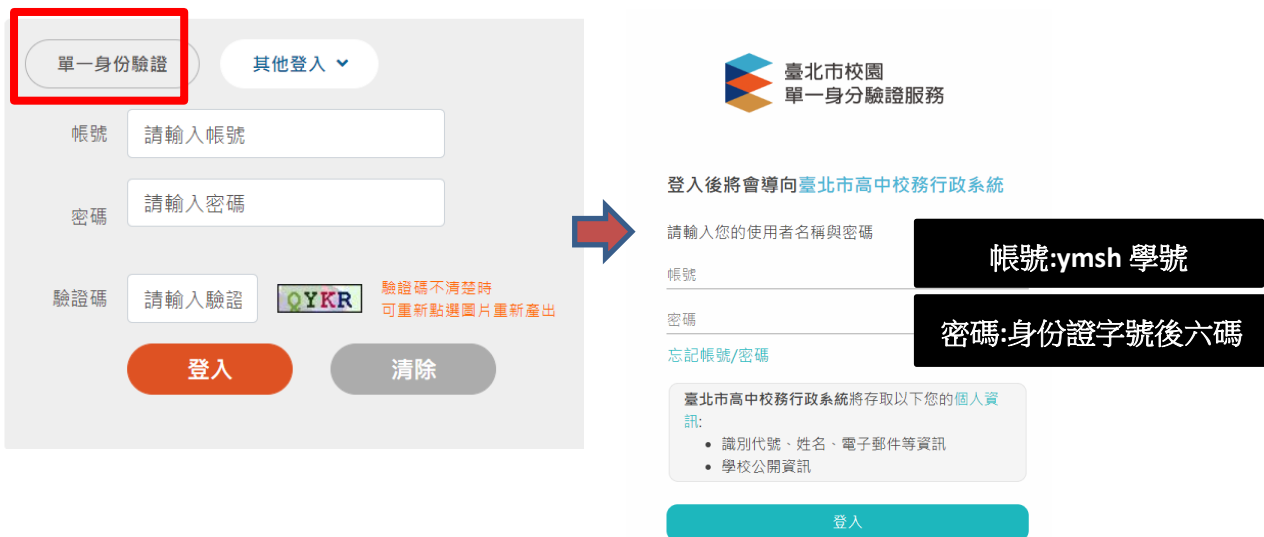 單一身份驗證
其他登入
帳號
請輸入帳號
密碼
請輸入密碼
驗證碼
請輸入驗證
QYKR
驗證碼不清楚時
可重新點選圖片重新產出
登入
清除
臺北市校園
單一身分驗證服務
登入後將會導向臺北市高中校務行政系統
請輸入您的使用者名稱與密碼
帳號
帳號:ymsh 學號
密碼
密碼:身份證字號後六碼
忘記帳號/密碼
臺北市高中校務行政系統將存取以下您的個人資
訊:
• 識別代號、姓名、電子郵件等資訊
• 學校公開資訊
登入